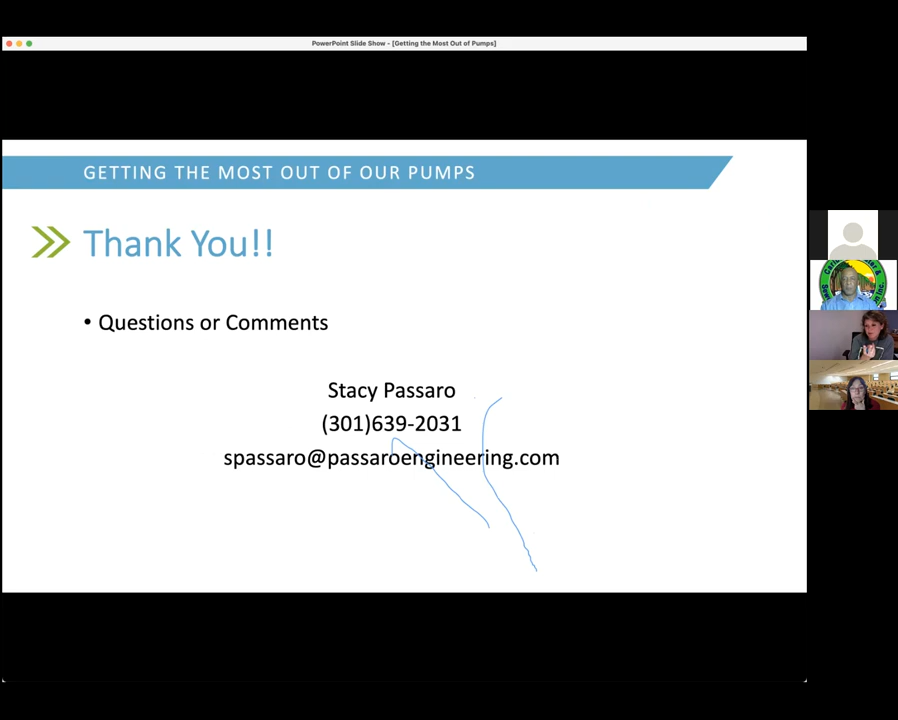 PowerPoint Slide Show - [Getting the Most Out of Pumps]
GETTING THE MOST OUT OF OUR PUMPS
Thank You!!
• Questions or Comments
Stacy Passaro
(301)639-2031
spassaro@passaroengineering.com